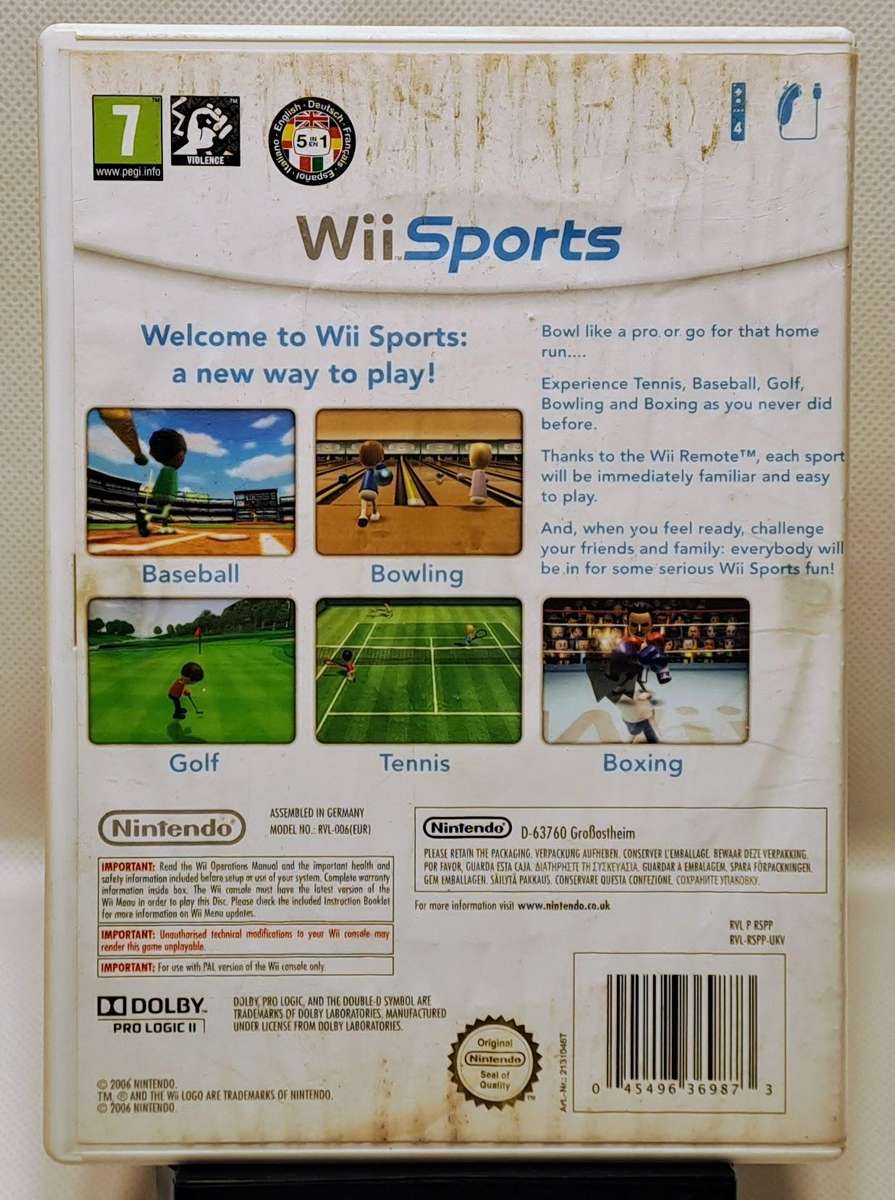 7
www.pegi.info
VIOLENCE
English · Deutsch · Français · Español · Italiano
5 IN EN 1
4
Wii Sports
Welcome to Wii Sports:
a new way to play!
Bowl like a pro or go for that home
run....
Experience Tennis, Baseball, Golf,
Bowling and Boxing as you never did
before.
Thanks to the Wii Remote™, each sport
will be immediately familiar and easy
to play.
And, when you feel ready, challenge
your friends and family: everybody will
be in for some serious Wii Sports fun!
Baseball
Bowling
Golf
Tennis
Boxing
Nintendo®
ASSEMBLED IN GERMANY
MODEL NO.: RVL-006(EUR)
IMPORTANT: Read the Wii Operations Manual and the important health and
safety information included before setup or use of your system. Complete warranty
information inside box. The Wii console must have the latest version of the
Wii Menu in order to play this Disc. Please check the included Instruction Booklet
for more information on Wii Menu updates.
IMPORTANT: Unauthorised technical modifications to your Wii console may
render this game unplayable.
IMPORTANT: For use with PAL version of the Wii console only.
Nintendo® D-63760 Großostheim
PLEASE RETAIN THE PACKAGING. VERPACKUNG AUFHEBEN. CONSERVER L'EMBALLAGE. BEWAAR DEZE VERPAKKING.
POR FAVOR, GUARDA ESTA CAJA. ΔΙΑΤΗΡΗΣΤΕ ΤΗ ΣΥΣΚΕΥΑΣΙΑ. GUARDAR A EMBALAGEM. SPARA FÖRPACKNINGEN.
GEM EMBALLAGEN. SÄILYTÄ PAKKAUS. CONSERVARE QUESTA CONFEZIONE. СОХРАНИТЕ УПАКОВКУ.
For more information visit www.nintendo.co.uk
RVL P RSPP
RVL-RSPP-UKV
DOLBY™
PRO LOGIC II
DOLBY, PRO LOGIC, AND THE DOUBLE-D SYMBOL ARE
TRADEMARKS OF DOLBY LABORATORIES. MANUFACTURED
UNDER LICENSE FROM DOLBY LABORATORIES.
© 2006 NINTENDO.
TM, ® AND THE Wii LOGO ARE TRADEMARKS OF NINTENDO.
© 2006 NINTENDO.
Original
Nintendo
Seal of
Quality
TM
Art.-Nr.: 2131046T
0 45496 36987 3